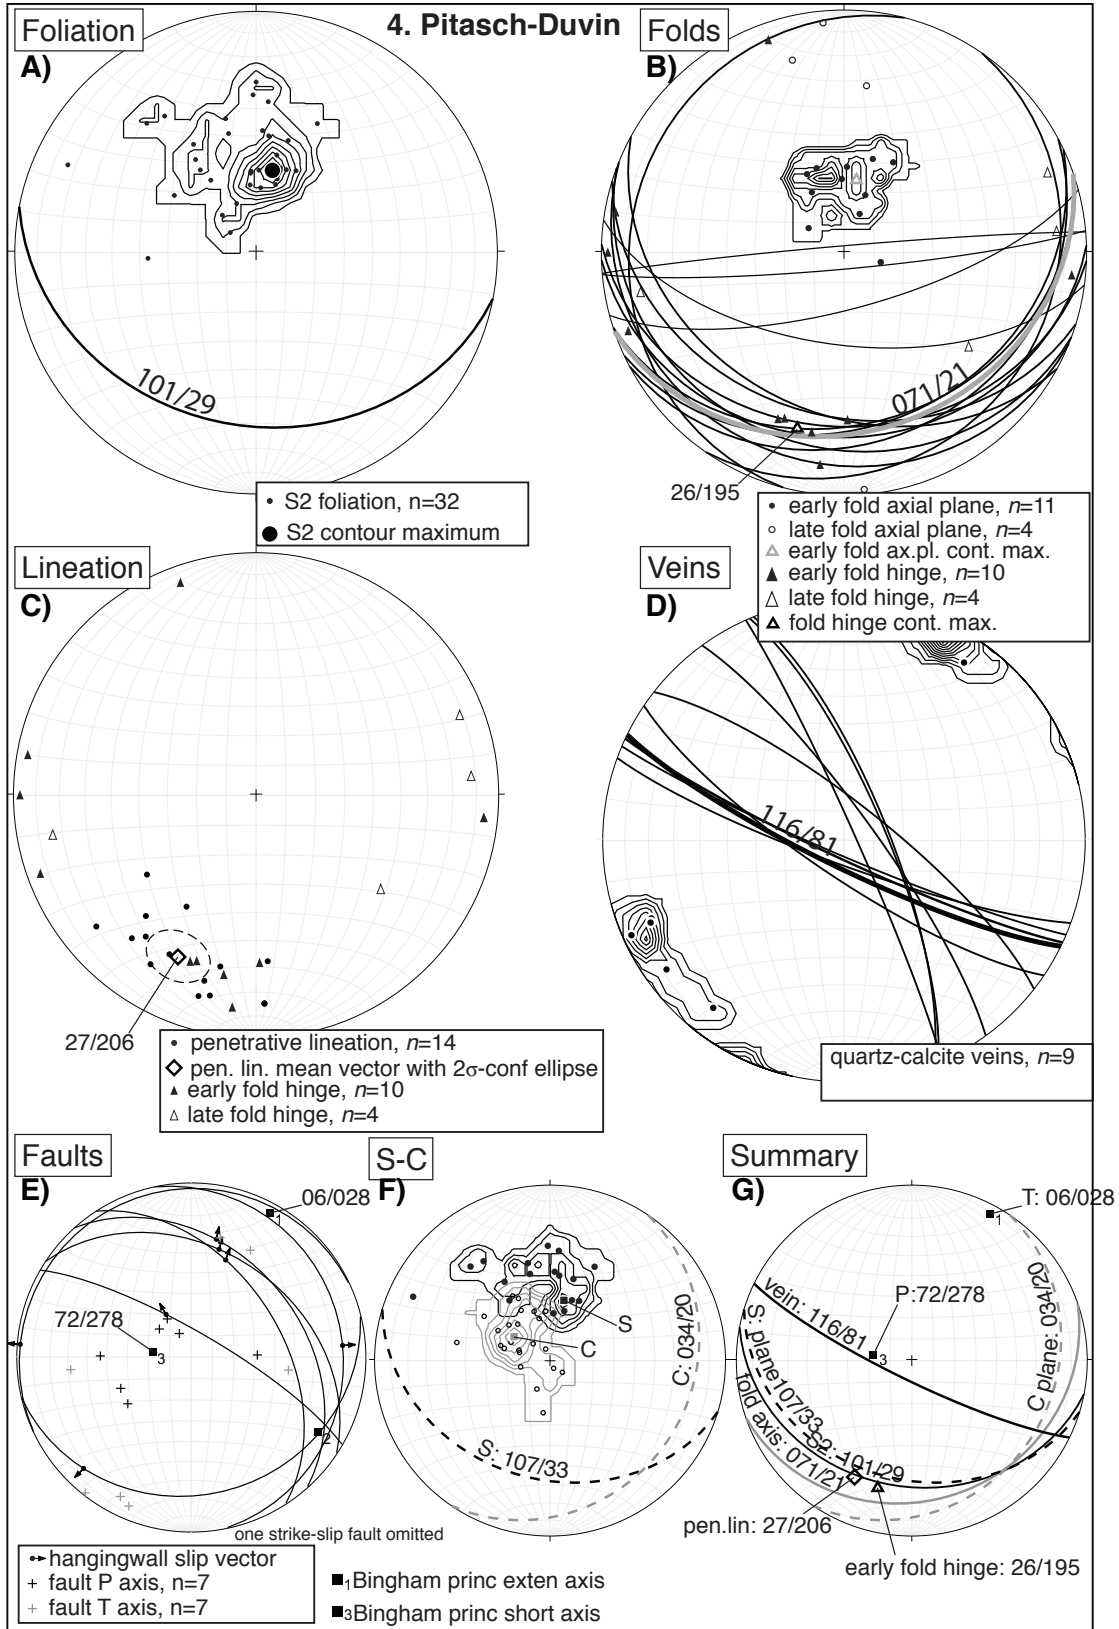 4. Pitasch-Duvin
Foliation
A)
101/29
S2 foliation, n=32
S2 contour maximum
Folds
B)
071/21
26/195
early fold axial plane, n=11
late fold axial plane, n=4
early fold ax.pl. cont. max.
early fold hinge, n=10
late fold hinge, n=4
fold hinge cont. max.
Lineation
C)
27/206
penetrative lineation, n=14
pen. lin. mean vector with 2σ-conf ellipse
early fold hinge, n=10
late fold hinge, n=4
Veins
D)
116/81
quartz-calcite veins, n=9
Faults
E)
06/028
1
72/278
3
2
one strike-slip fault omitted
hangingwall slip vector
fault P axis, n=7
fault T axis, n=7
1Bingham princ exten axis
3Bingham princ short axis
S-C
F)
S
C
C: 034/20
S: 107/33
Summary
G)
T: 06/028
1
P:72/278
3
vein: 116/81
S: plane107/33
S2: 101/29
fold axis: 071/21
C plane: 034/20
pen.lin: 27/206
early fold hinge: 26/195